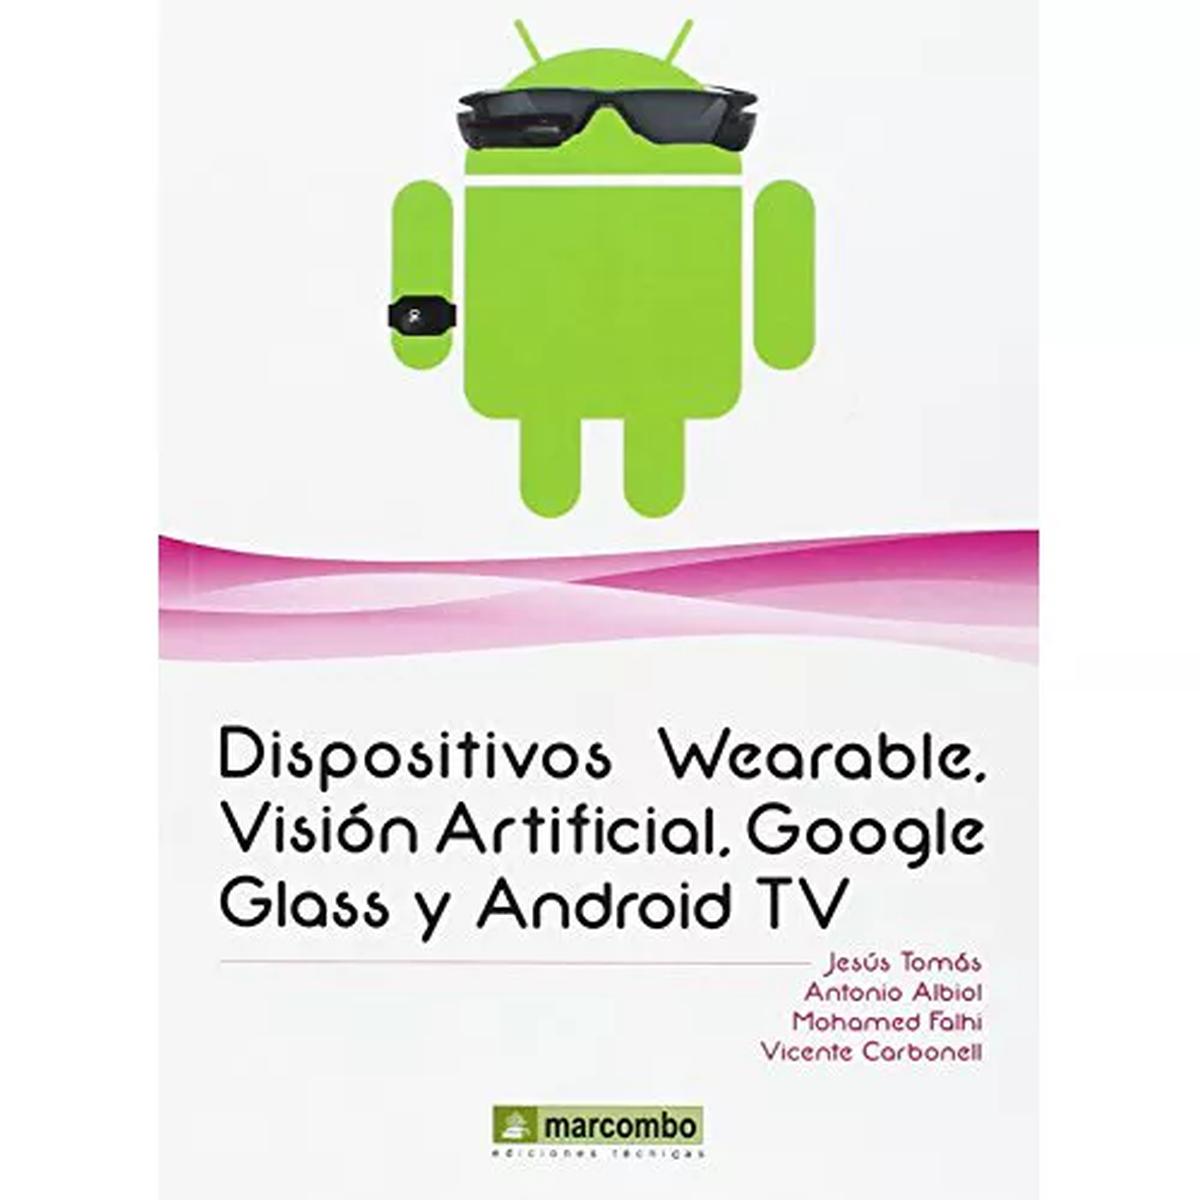 Dispositivos Wearable,
Visión Artificial, Google
Glass y Android TV
Jesús Tomás
Antonio Albiol
Mohamed Falhi
Vicente Carbonell
marcombo
ediciones técnicas